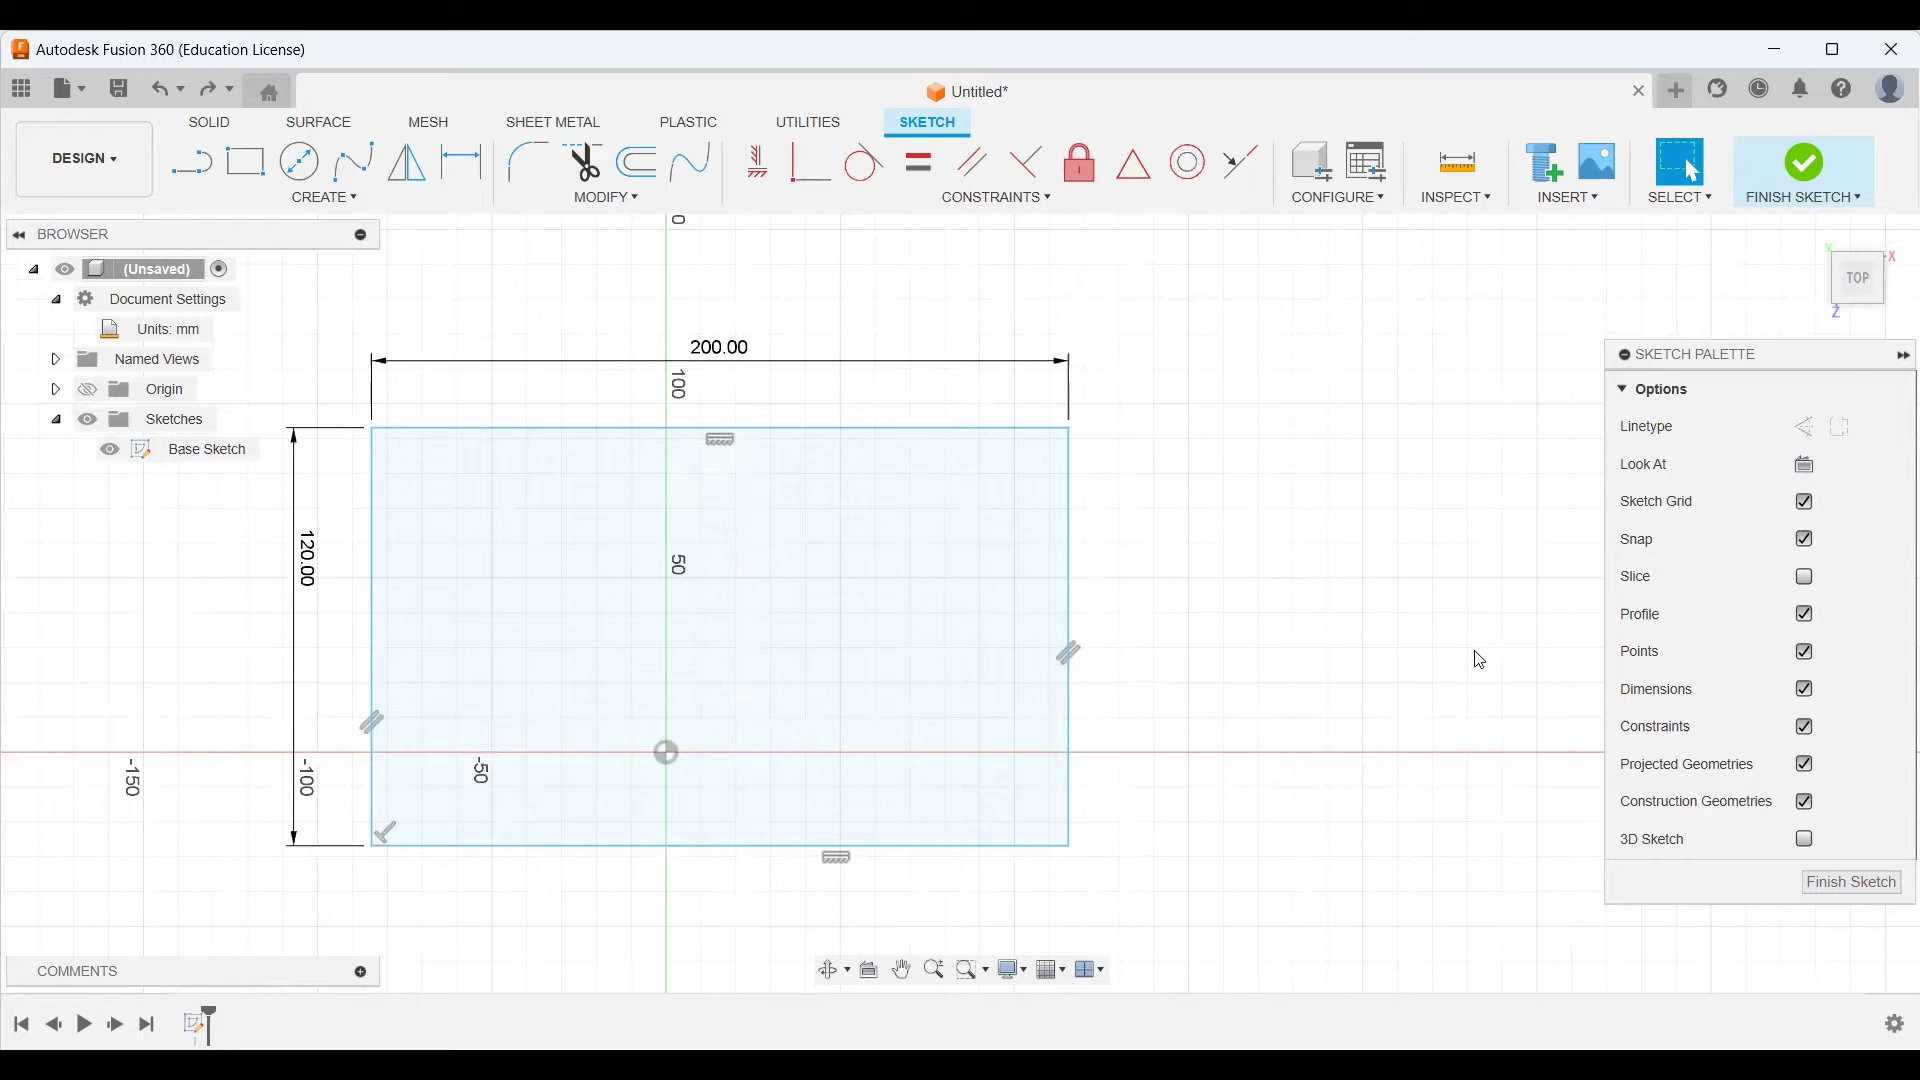 Autodesk Fusion 360 (Education License)
Untitled*
SOLID
SURFACE
MESH
SHEET METAL
PLASTIC
UTILITIES
SKETCH
DESIGN
CREATE
MODIFY
CONSTRAINTS
CONFIGURE
INSPECT
INSERT
SELECT
FINISH SKETCH
BROWSER
(Unsaved)
Document Settings
Units: mm
Named Views
Origin
Sketches
Base Sketch
0
200.00
100
120.00
50
-150
-100
-50
Y
X
TOP
Z
SKETCH PALETTE
Options
Linetype
Look At
Sketch Grid
Snap
Slice
Profile
Points
Dimensions
Constraints
Projected Geometries
Construction Geometries
3D Sketch
Finish Sketch
COMMENTS